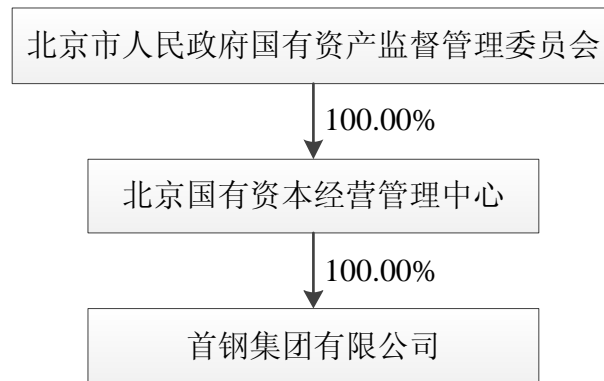 北京市人民政府国有资产监督管理委员会
100.00%
北京国有资本经营管理中心
100.00%
首钢集团有限公司